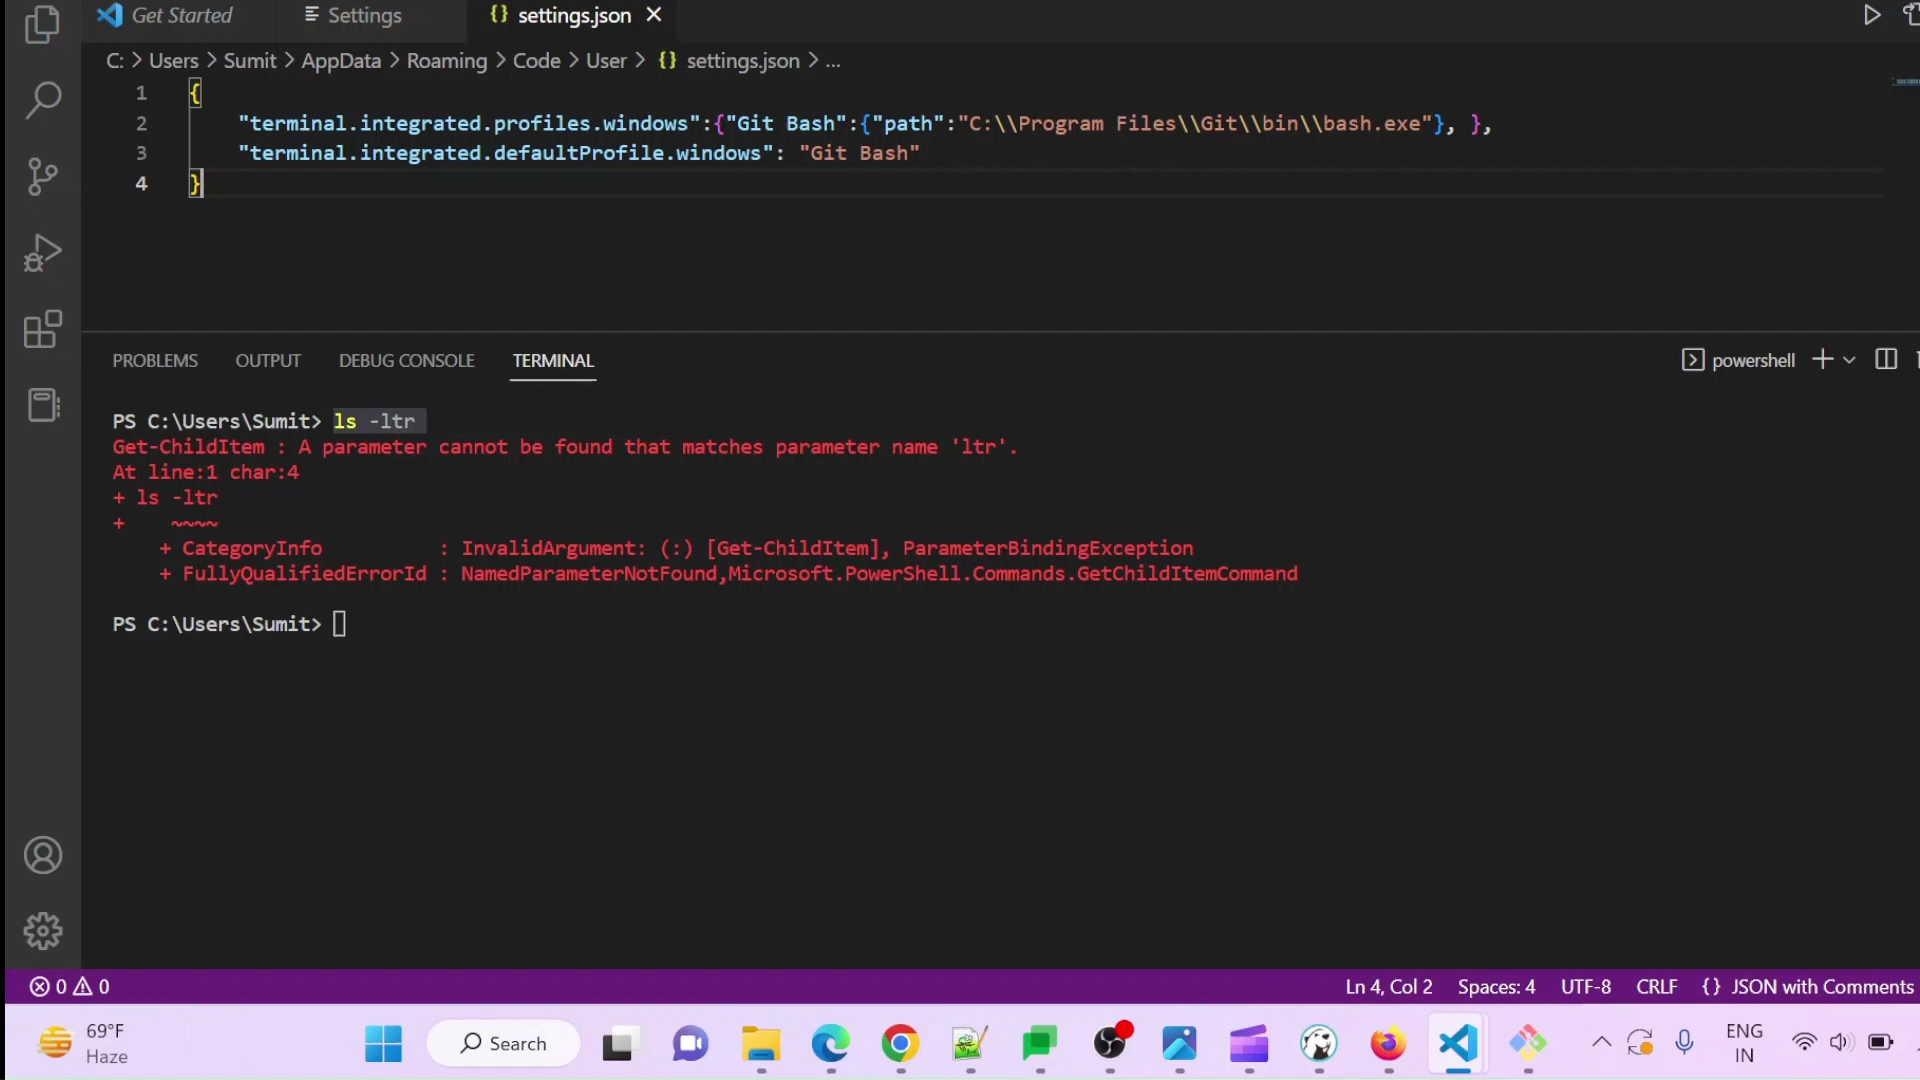 Get Started Settings {} settings.json
C: > Users > Sumit > AppData > Roaming > Code > User > {} settings.json > ...
1 {
2 "terminal.integrated.profiles.windows":{"Git Bash":{"path":"C:\\Program Files\\Git\\bin\\bash.exe"}, },
3 "terminal.integrated.defaultProfile.windows": "Git Bash"
4 }
PROBLEMS OUTPUT DEBUG CONSOLE TERMINAL powershell
PS C:\Users\Sumit> ls -ltr
Get-ChildItem : A parameter cannot be found that matches parameter name 'ltr'.
At line:1 char:4
+ ls -ltr
+ ~~~~
+ CategoryInfo : InvalidArgument: (:) [Get-ChildItem], ParameterBindingException
+ FullyQualifiedErrorId : NamedParameterNotFound,Microsoft.PowerShell.Commands.GetChildItemCommand
PS C:\Users\Sumit>
0 0 Ln 4, Col 2 Spaces: 4 UTF-8 CRLF {} JSON with Comments
69°F
Haze
Search
ENG
IN